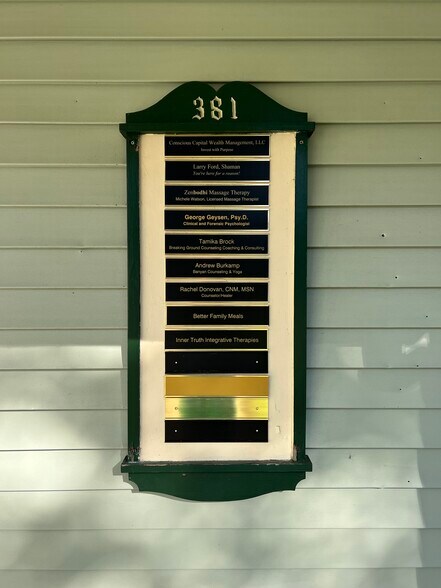 381
Conscious Capital Wealth Management, LLC
Invest with Purpose
Larry Ford, Shaman
You're here for a reason!
Zenbodhi Massage Therapy
Michele Watson, Licensed Massage Therapist
George Geysen, Psy.D.
Clinical and Forensic Psychologist
Tamika Brock
Breaking Ground Counseling Coaching & Consulting
Andrew Burkamp
Banyan Counseling & Yoga
Rachel Donovan, CNM, MSN
Counselor/Healer
Better Family Meals
Inner Truth Integrative Therapies